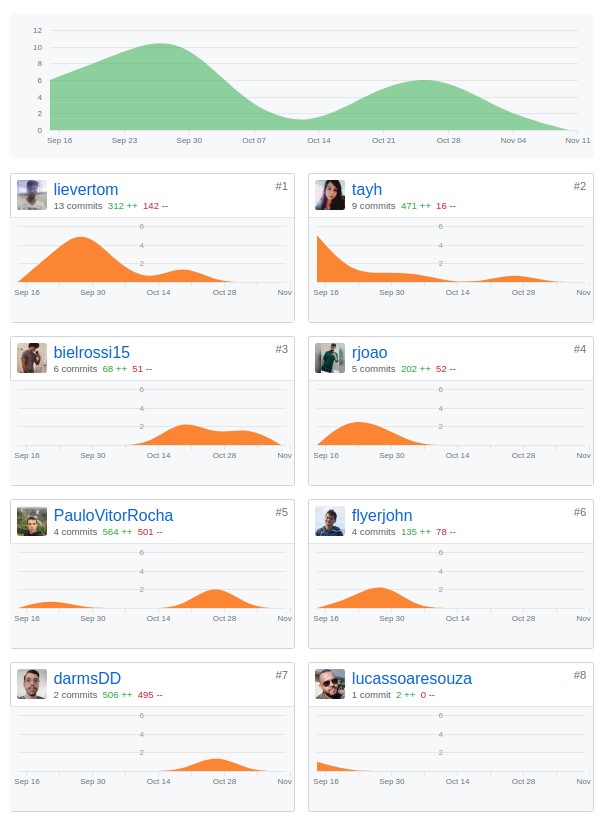 12
10
8
6
4
2
0
Sep 16 Sep 23 Sep 30 Oct 07 Oct 14 Oct 21 Oct 28 Nov 04 Nov 11
lievertom #1
13 commits 312 ++ 142 --
6
4
2
Sep 16 Sep 30 Oct 14 Oct 28 Nov
tayh #2
9 commits 471 ++ 16 --
6
4
2
Sep 16 Sep 30 Oct 14 Oct 28 Nov
bielrossi15 #3
6 commits 68 ++ 51 --
6
4
2
Sep 16 Sep 30 Oct 14 Oct 28 Nov
rjoao #4
5 commits 202 ++ 52 --
6
4
2
Sep 16 Sep 30 Oct 14 Oct 28 Nov
PauloVitorRocha #5
4 commits 564 ++ 501 --
6
4
2
Sep 16 Sep 30 Oct 14 Oct 28 Nov
flyerjohn #6
4 commits 135 ++ 78 --
6
4
2
Sep 16 Sep 30 Oct 14 Oct 28 Nov
darmsDD #7
2 commits 506 ++ 495 --
6
4
2
Sep 16 Sep 30 Oct 14 Oct 28 Nov
lucassoaresouza #8
1 commit 2 ++ 0 --
6
4
2
Sep 16 Sep 30 Oct 14 Oct 28 Nov